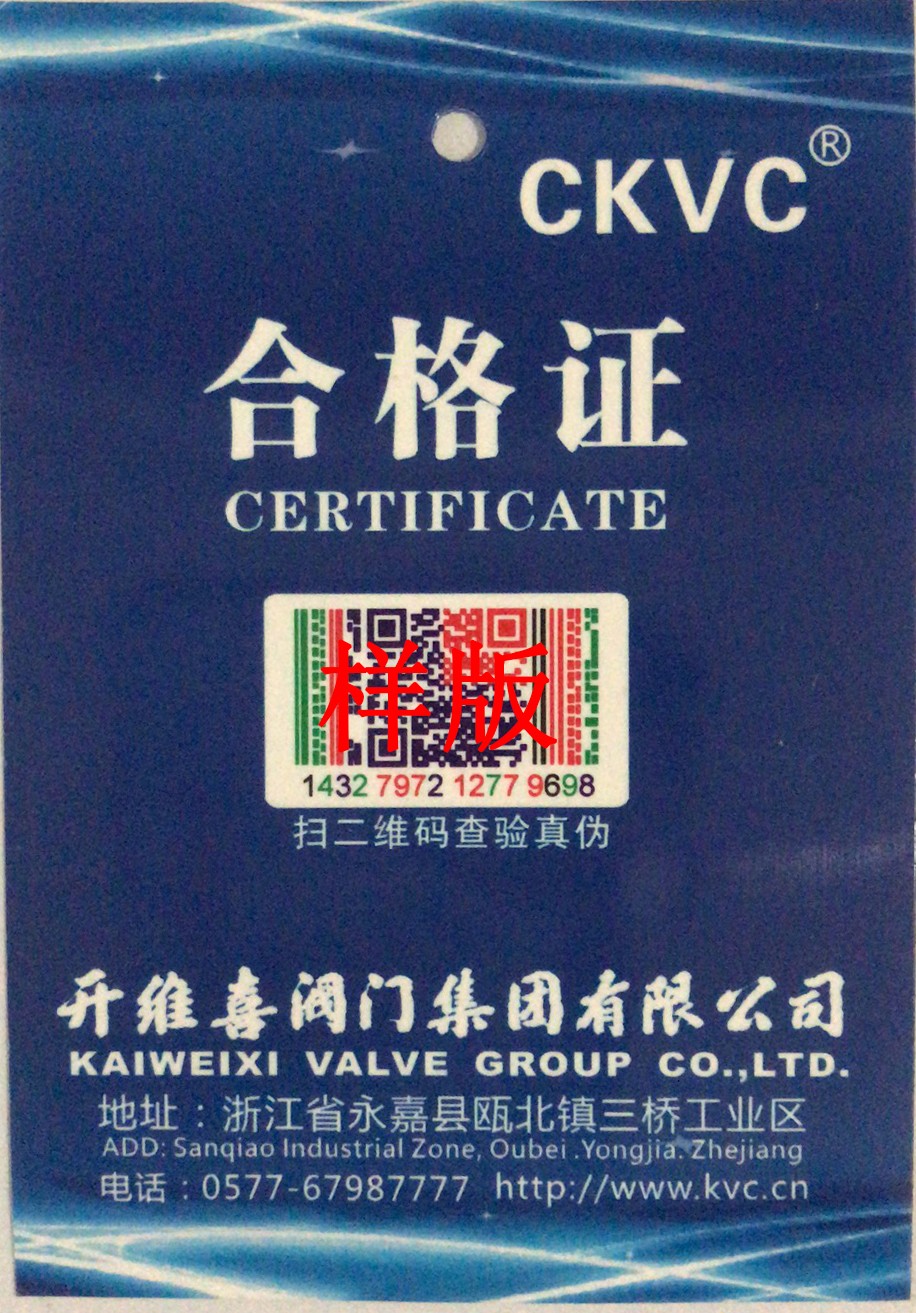 CKVC®
合格证
CERTIFICATE
样版
1432 7972 1277 9698
扫二维码查验真伪
开维喜阀门集团有限公司
KAIWEIXI VALVE GROUP CO.,LTD.
地址：浙江省永嘉县瓯北镇三桥工业区
ADD: Sanqiao Industrial Zone, Oubei .Yongjia. Zhejiang
电话：0577-67987777 http://www.kvc.cn